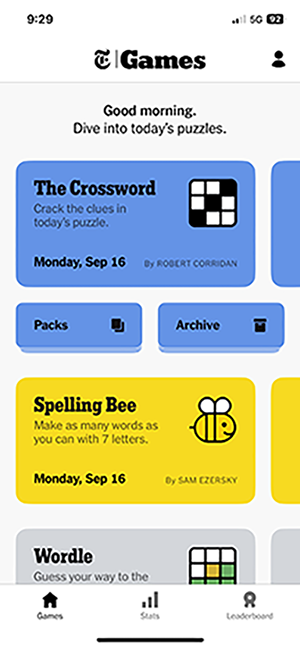 9:29 5G 92
T Games
Good morning.
Dive into today's puzzles.
The Crossword
Crack the clues in
today's puzzle.
Monday, Sep 16 By ROBERT CORRIDAN
Packs Archive
Spelling Bee
Make as many words as
you can with 7 letters.
Monday, Sep 16 By SAM EZERSKY
Wordle
Guess your way to the
Games Stats Leaderboard